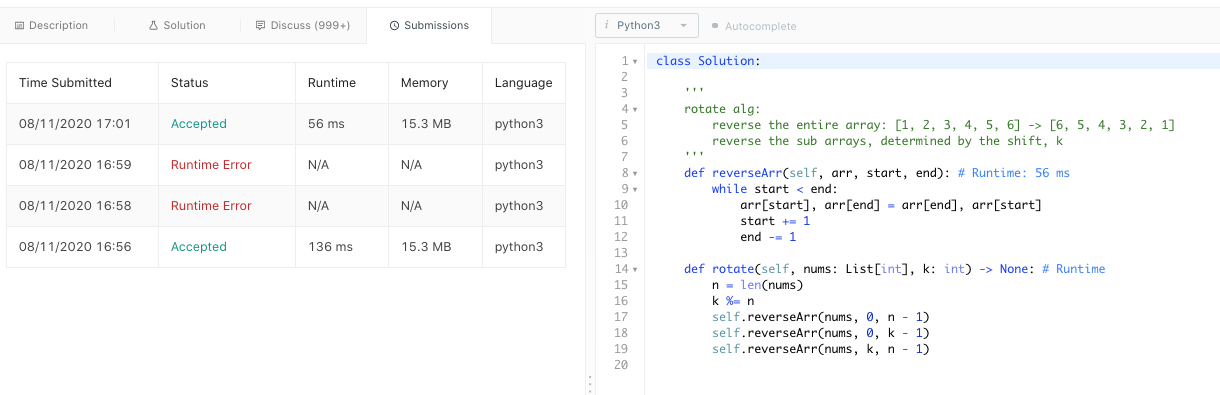 Description Solution Discuss (999+) Submissions
Time Submitted Status Runtime Memory Language
08/11/2020 17:01 Accepted 56 ms 15.3 MB python3
08/11/2020 16:59 Runtime Error N/A N/A python3
08/11/2020 16:58 Runtime Error N/A N/A python3
08/11/2020 16:56 Accepted 136 ms 15.3 MB python3
i Python3 Autocomplete
1 class Solution:
2
3 '''
4 rotate alg:
5 reverse the entire array: [1, 2, 3, 4, 5, 6] -> [6, 5, 4, 3, 2, 1]
6 reverse the sub arrays, determined by the shift, k
7 '''
8 def reverseArr(self, arr, start, end): # Runtime: 56 ms
9 while start < end:
10 arr[start], arr[end] = arr[end], arr[start]
11 start += 1
12 end -= 1
13
14 def rotate(self, nums: List[int], k: int) -> None: # Runtime
15 n = len(nums)
16 k %= n
17 self.reverseArr(nums, 0, n - 1)
18 self.reverseArr(nums, 0, k - 1)
19 self.reverseArr(nums, k, n - 1)
20